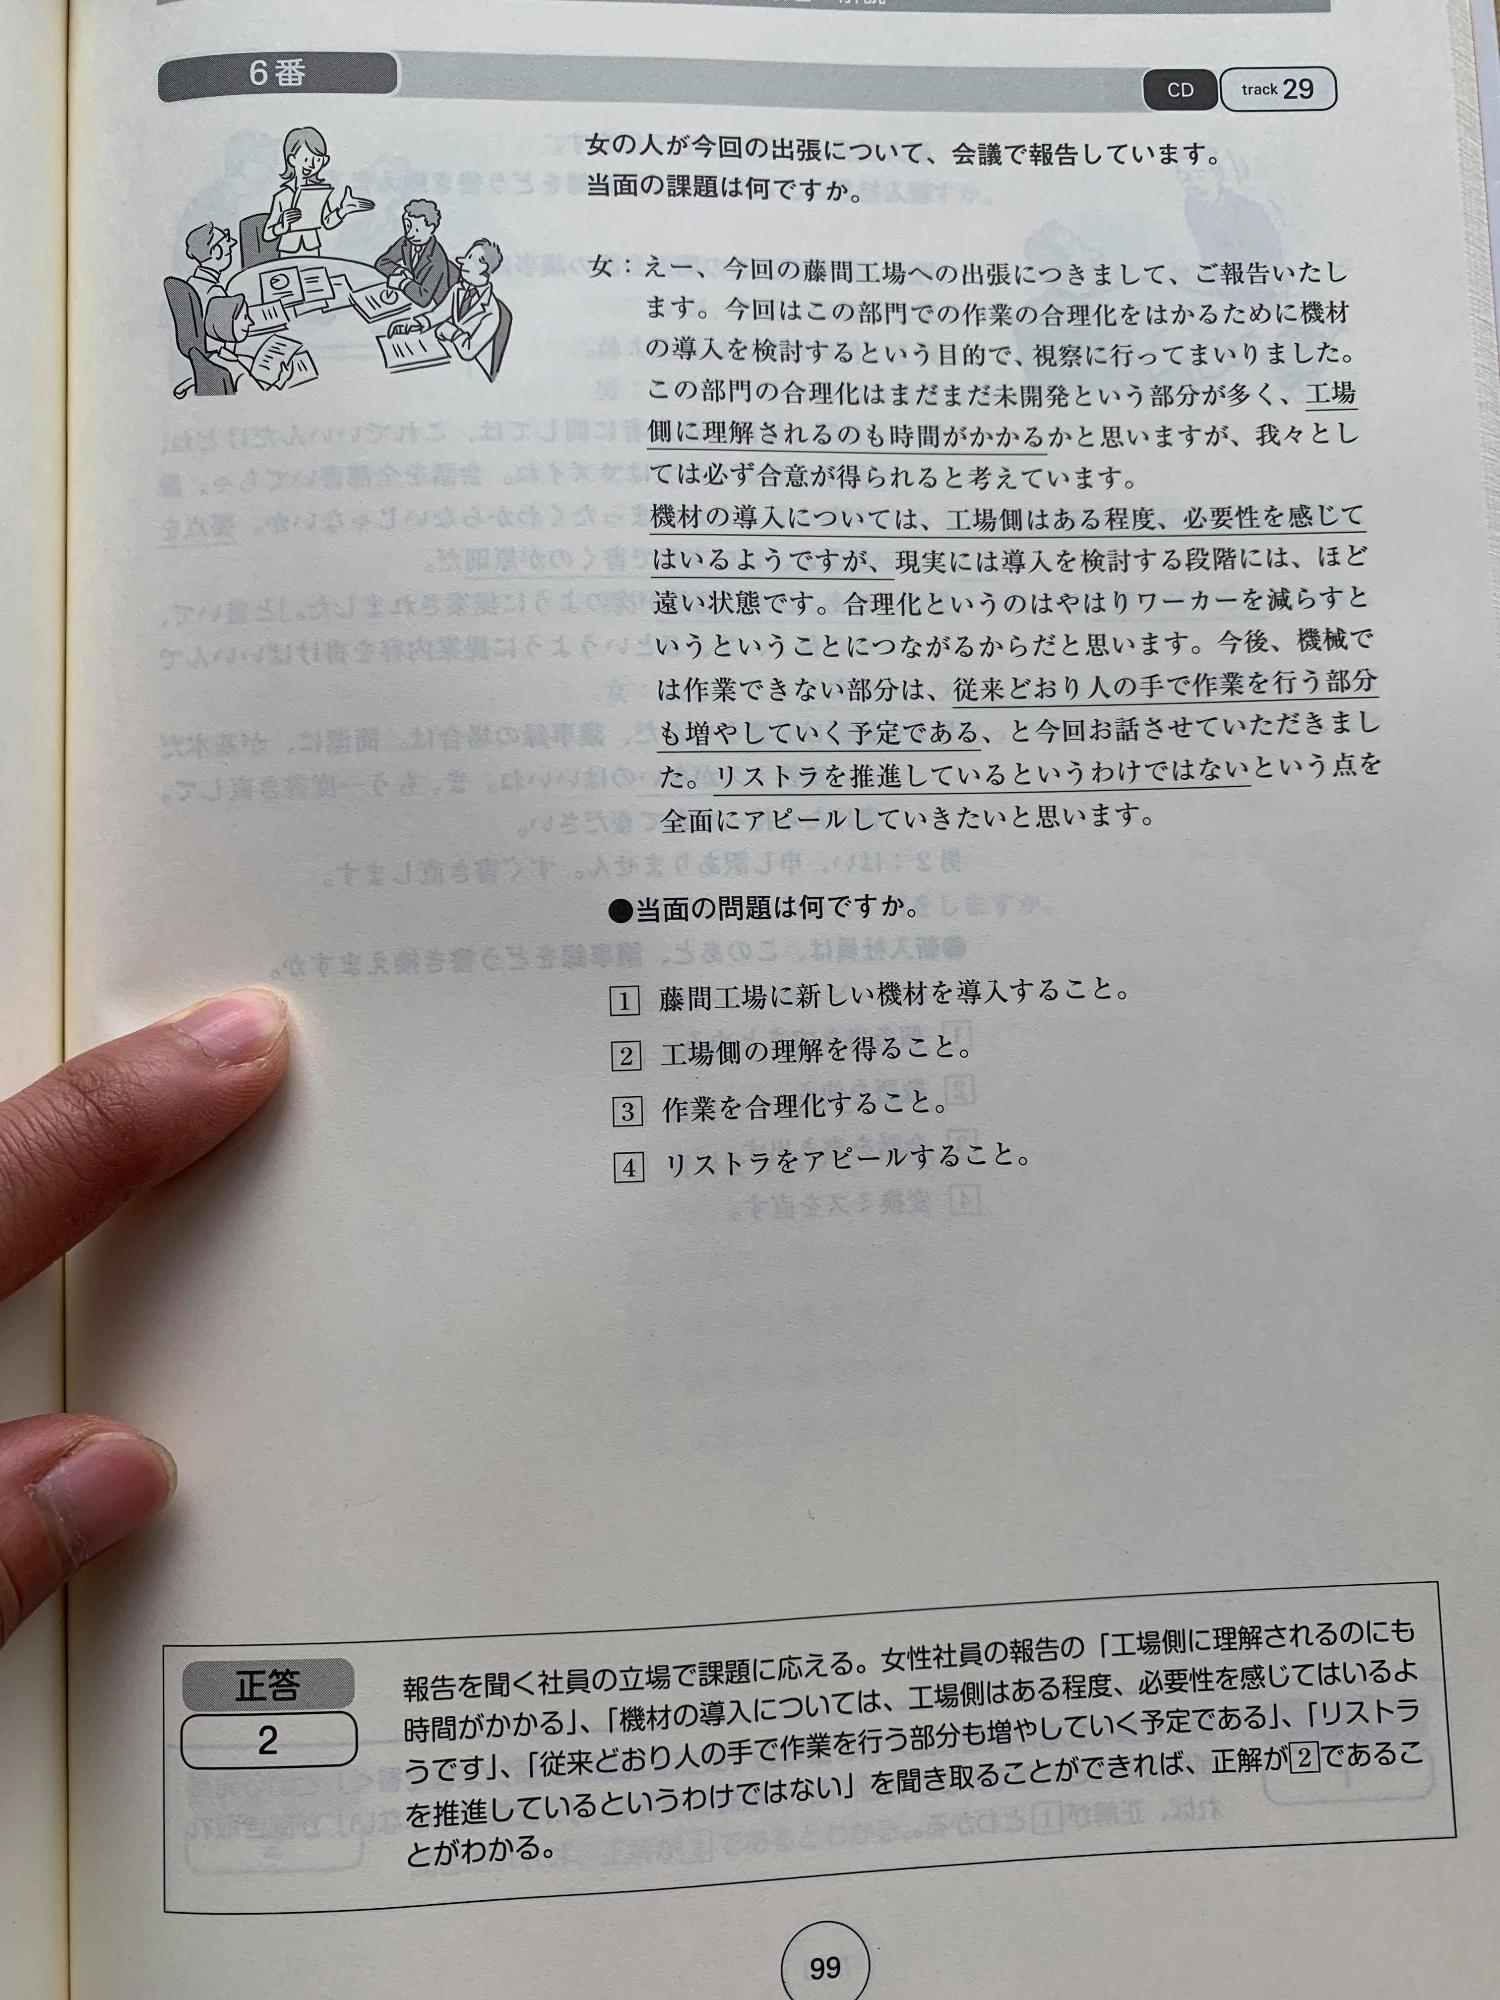 6番
CD track 29
女の人が今回の出張について、会議で報告しています。
当面の課題は何ですか。
女：えー、今回の藤間工場への出張につきまして、ご報告いたし
ます。今回はこの部門での作業の合理化をはかるために機材
の導入を検討するという目的で、視察に行ってまいりました。
この部門の合理化はまだまだ未開発という部分が多く、工場
側に理解されるのも時間がかかるかと思いますが、我々とし
ては必ず合意が得られると考えています。
機材の導入については、工場側はある程度、必要性を感じて
はいるようですが、現実には導入を検討する段階には、ほど
遠い状態です。合理化というのはやはりワーカーを減らすと
いうということにつながるからだと思います。今後、機械で
は作業できない部分は、従来どおり人の手で作業を行う部分
も増やしていく予定である、と今回お話させていただきまし
た。リストラを推進しているというわけではないという点を
全面にアピールしていきたいと思います。
●当面の問題は何ですか。
1 藤間工場に新しい機材を導入すること。
2 工場側の理解を得ること。
3 作業を合理化すること。
4 リストラをアピールすること。
正答
2
報告を聞く社員の立場で課題に応える。女性社員の報告の「工場側に理解されるのにも
時間がかかる」、「機材の導入については、工場側はある程度、必要性を感じてはいるよ
うです」、「従来どおり人の手で作業を行う部分も増やしていく予定である」、「リストラ
を推進しているというわけではない」を聞き取ることができれば、正解が2であるこ
とがわかる。
99